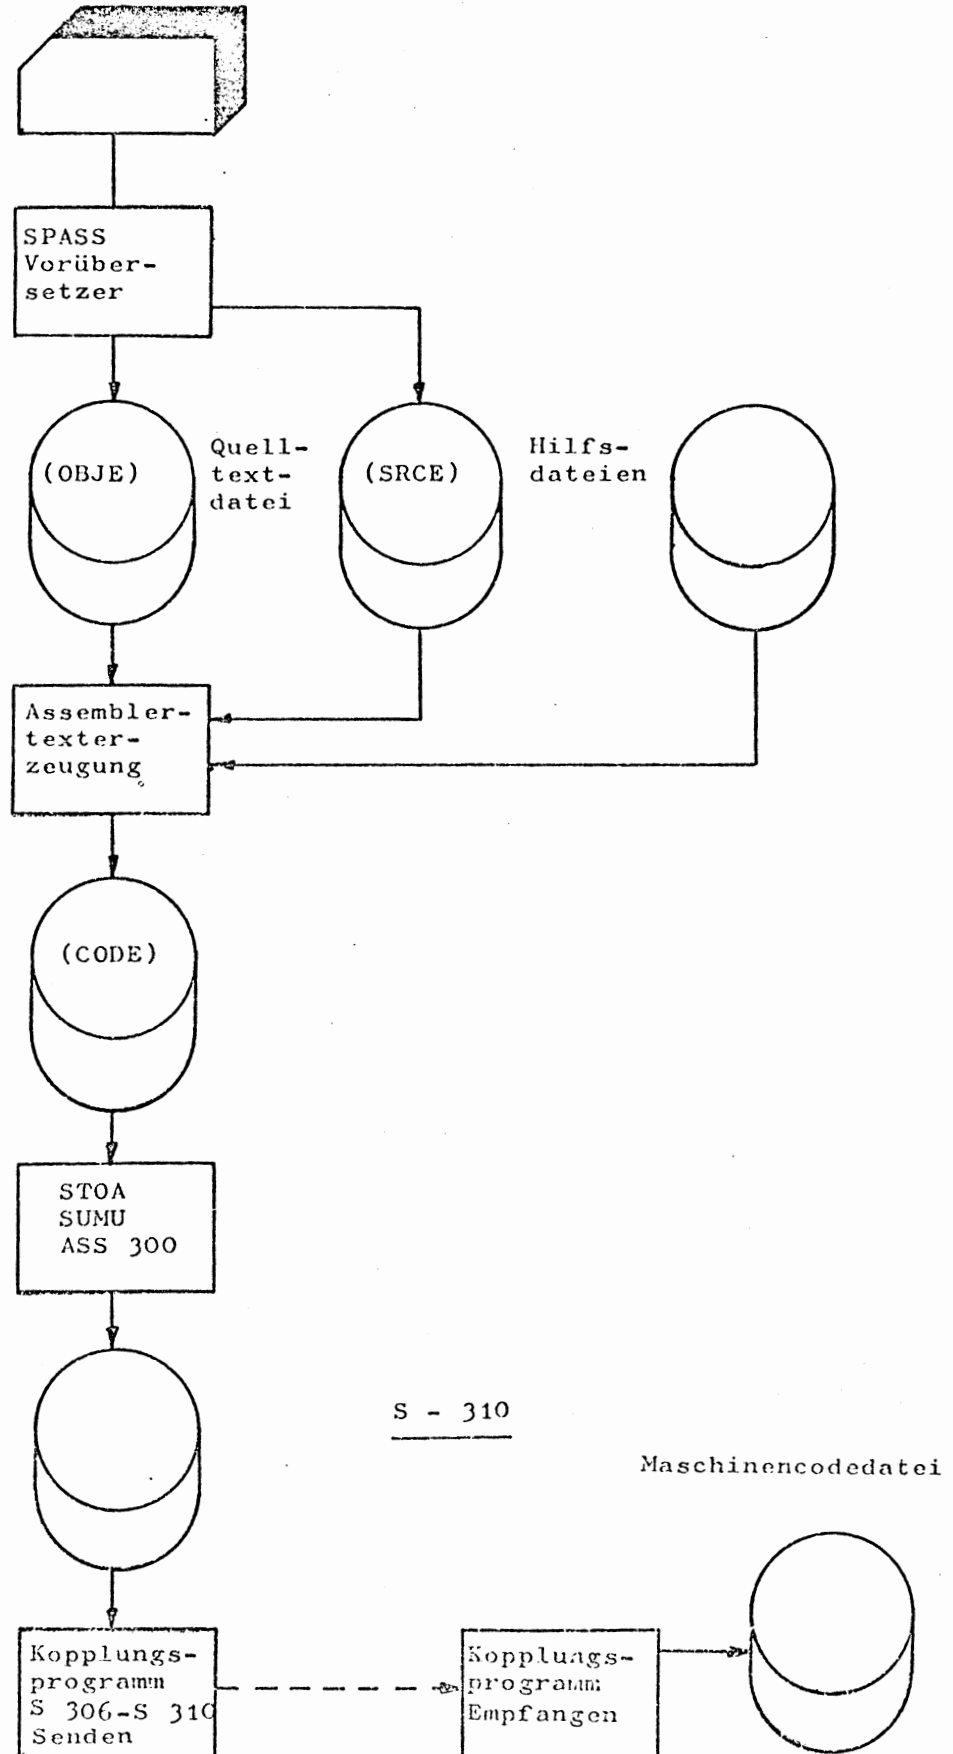 SPASS
Vorüber-
setzer
(OBJE)
Quell-
text-
datei
(SRCE)
Hilfs-
dateien
Assembler-
texter-
zeugung
(CODE)
STOA
SUMU
ASS 300
S - 310
Maschinencodedatei
Kopplungs-
programm
S 306-S 310
Senden
Kopplungs-
programm
Empfangen